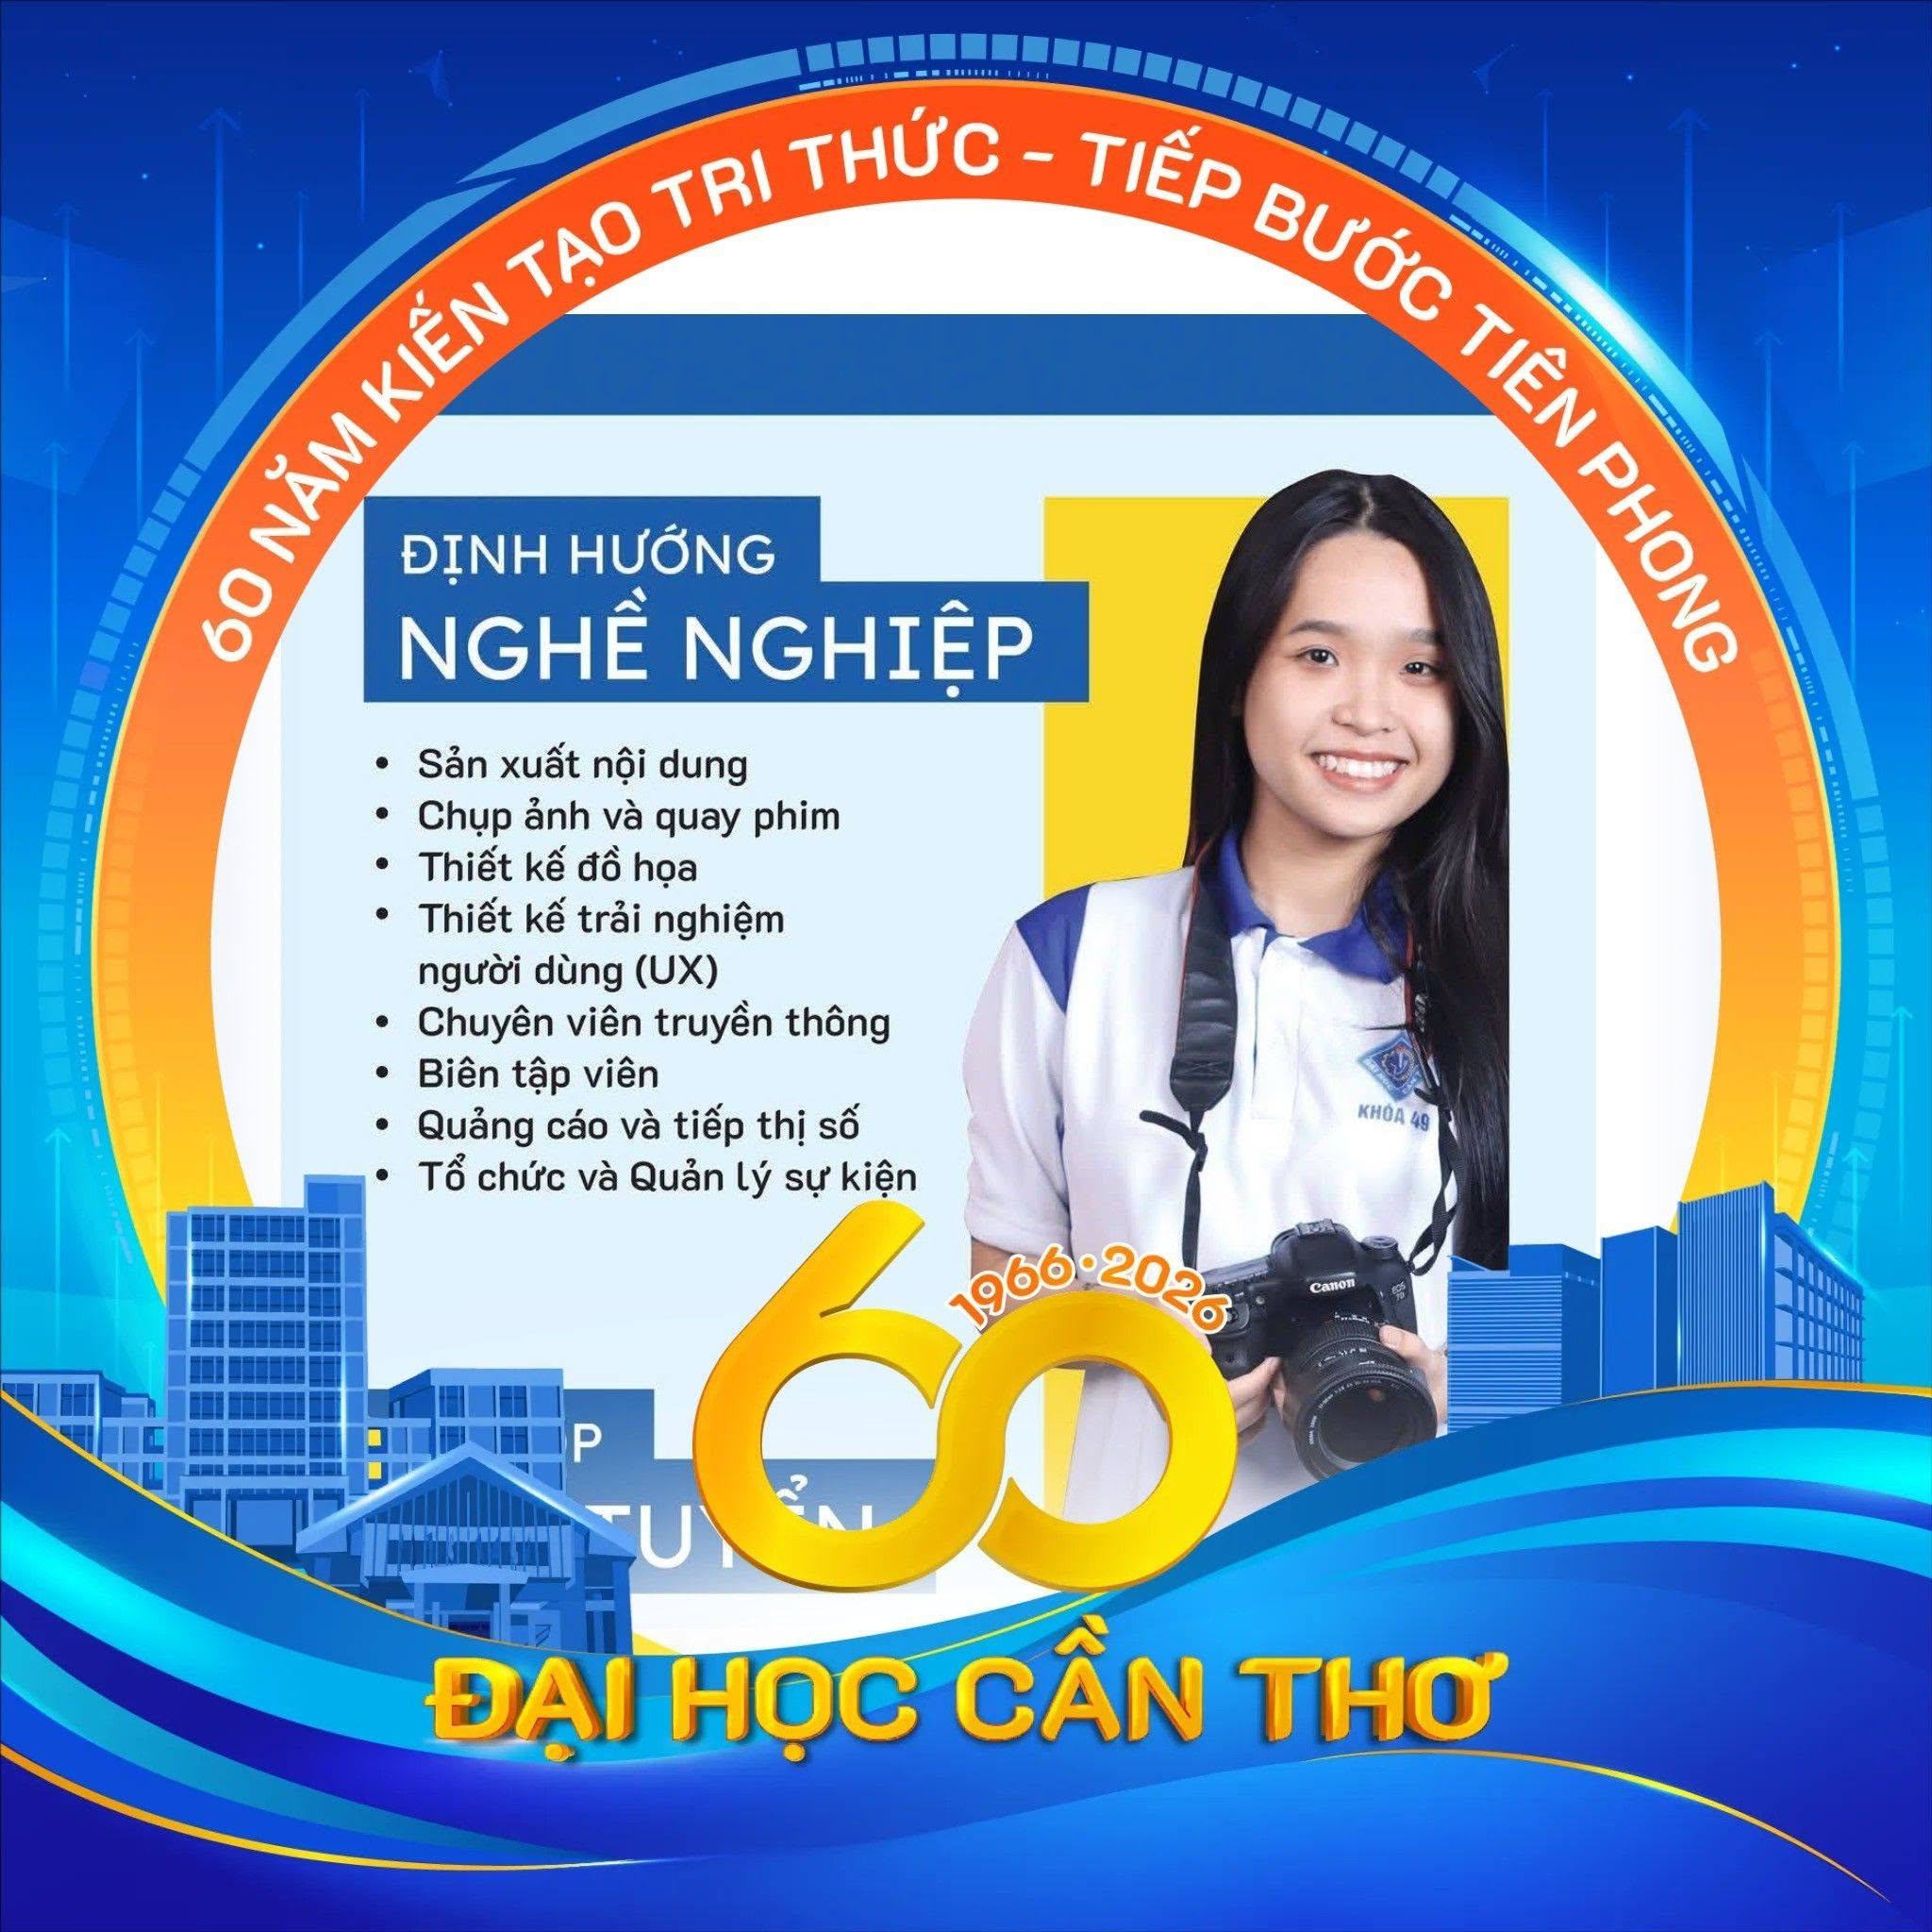 60 NĂM KIẾN TẠO TRI THỨC - TIẾP BƯỚC TIÊN PHONG
ĐỊNH HƯỚNG
NGHỀ NGHIỆP
• Sản xuất nội dung
• Chụp ảnh và quay phim
• Thiết kế đồ họa
• Thiết kế trải nghiệm
người dùng (UX)
• Chuyên viên truyền thông
• Biên tập viên
• Quảng cáo và tiếp thị số
• Tổ chức và Quản lý sự kiện
KHÓA 49
Canon
EOS
7D
1966·2026
60
ĐẠI HỌC CẦN THƠ